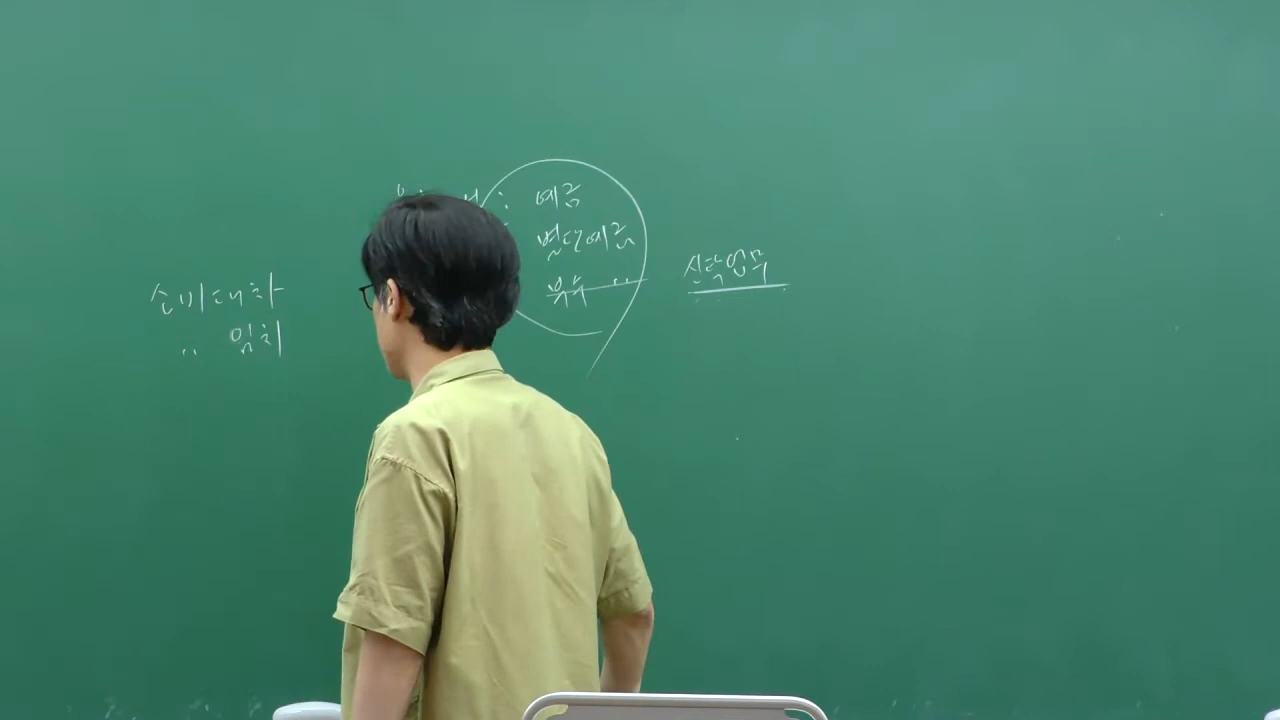 소비대차
〃 임치
: 예금
별단예금
신탁업무